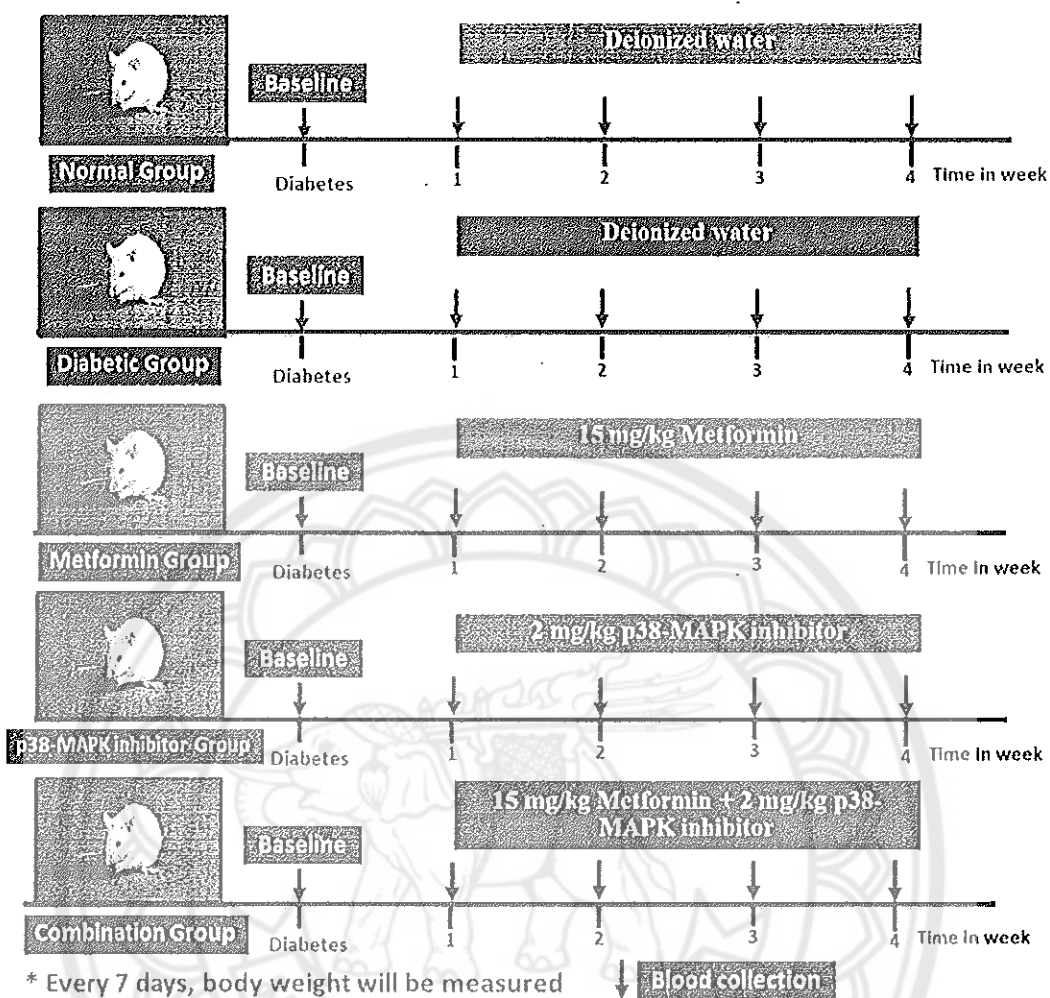 Deionized water
Baseline
Normal Group
Diabetes 1 2 3 4 Time in week
Deionized water
Baseline
Diabetic Group
Diabetes 1 2 3 4 Time in week
15 mg/kg Metformin
Baseline
Metformin Group
Diabetes 1 2 3 4 Time in week
2 mg/kg p38-MAPK inhibitor
Baseline
p38-MAPK inhibitor Group
Diabetes 1 2 3 4 Time in week
15 mg/kg Metformin + 2 mg/kg p38-
MAPK inhibitor
Baseline
Combination Group
Diabetes 1 2 3 4 Time in week
* Every 7 days, body weight will be measured
Blood collection